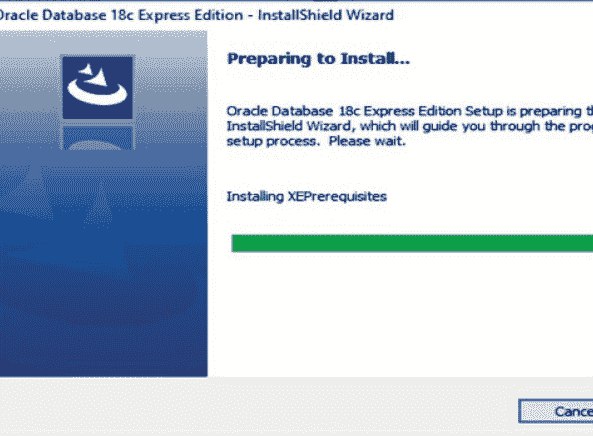 Oracle Database 18c Express Edition - InstallShield Wizard
Preparing to Install...
Oracle Database 18c Express Edition Setup is preparing th
InstallShield Wizard, which will guide you through the prog
setup process. Please wait.
Installing XEPrerequisites
Cance